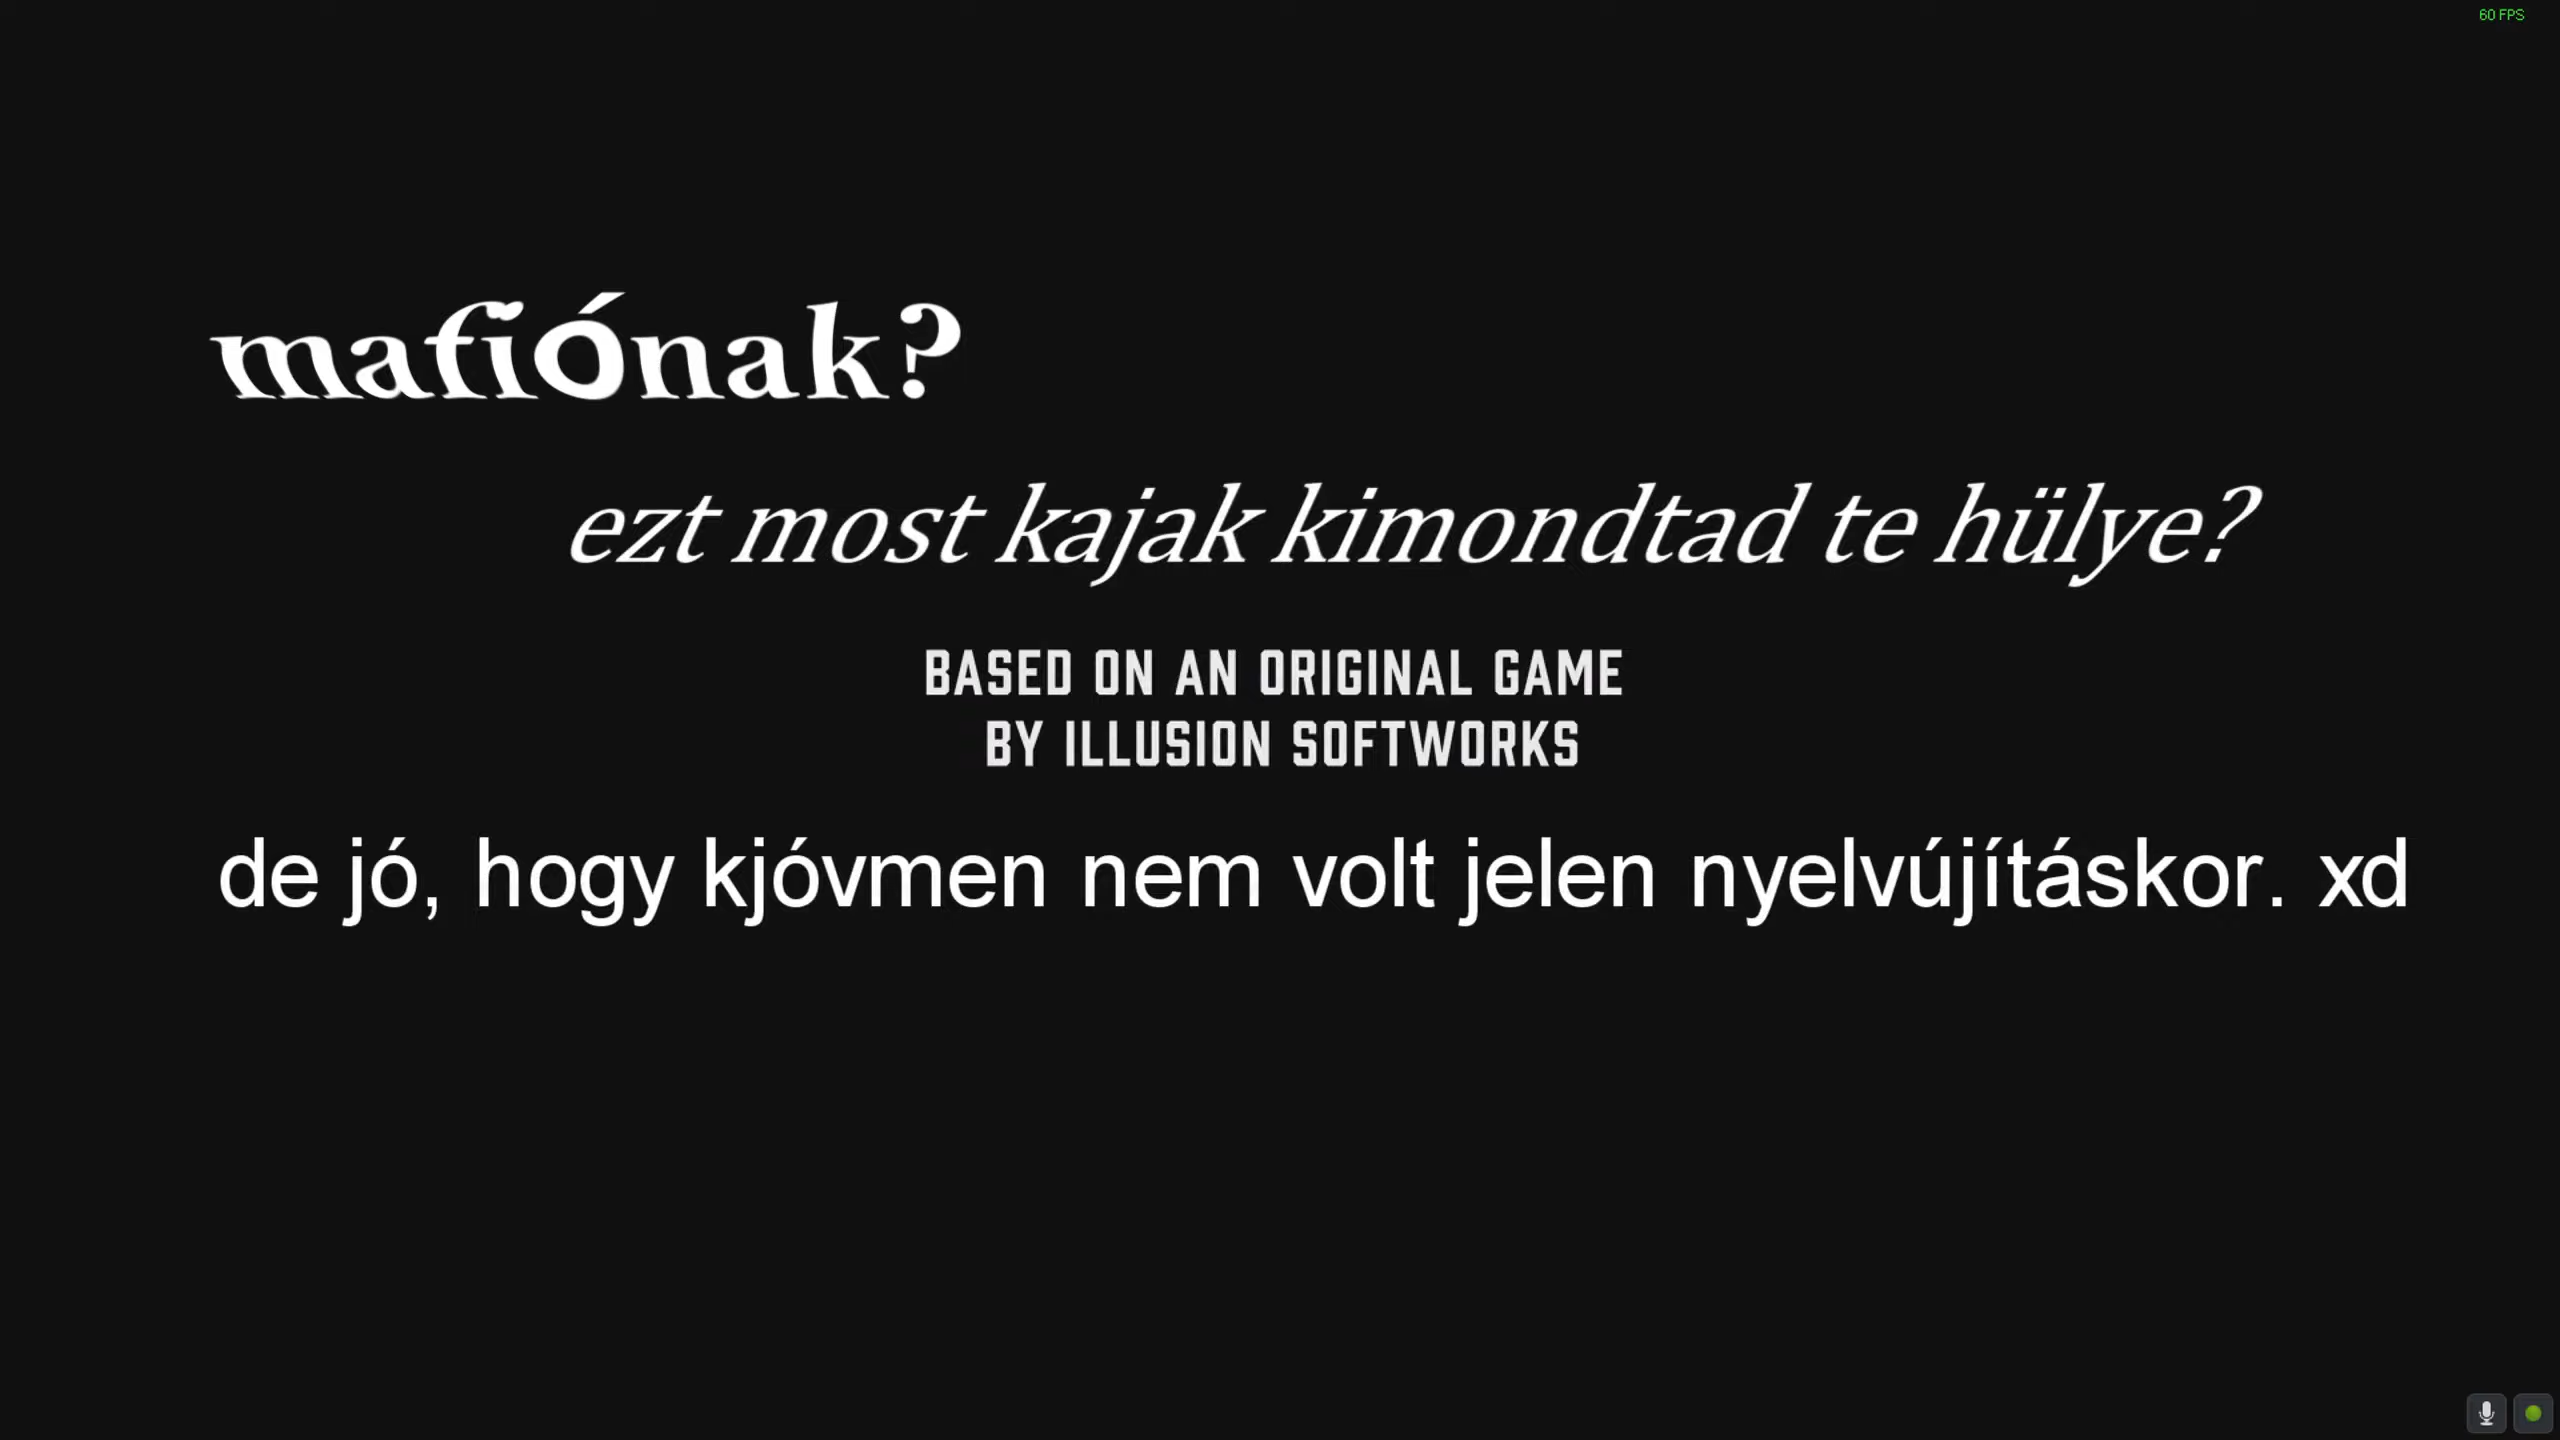 60 FPS
mafiónak?
ezt most kajak kimondtad te hülye?
BASED ON AN ORIGINAL GAME
BY ILLUSION SOFTWORKS
de jó, hogy kjóvmen nem volt jelen nyelvújításkor. xd